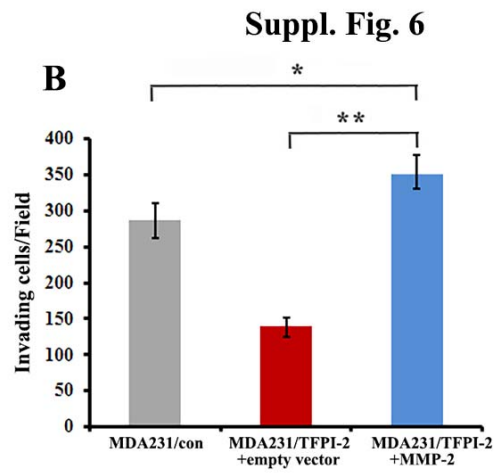 Suppl. Fig. 6
B
*
**
400
350
300
250
200
150
100
50
0
Invading cells/Field
MDA231/con
MDA231/TFPI-2
+empty vector
MDA231/TFPI-2
+MMP-2